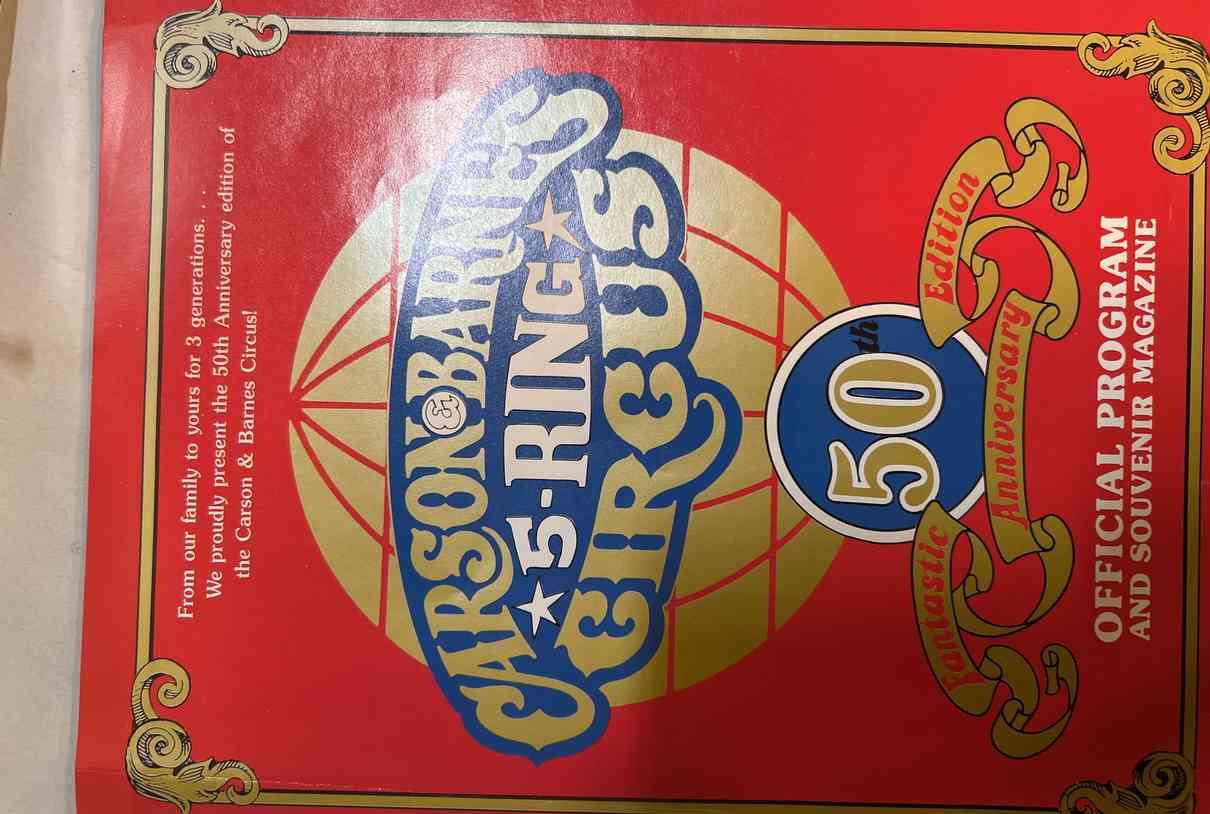 From our family to yours for 3 generations. . .
We proudly present the 50th Anniversary edition of
the Carson & Barnes Circus!
CARSON & BARNES
★ 5-RING ★
CIRCUS
50th
Fantastic Anniversary Edition
OFFICIAL PROGRAM
AND SOUVENIR MAGAZINE